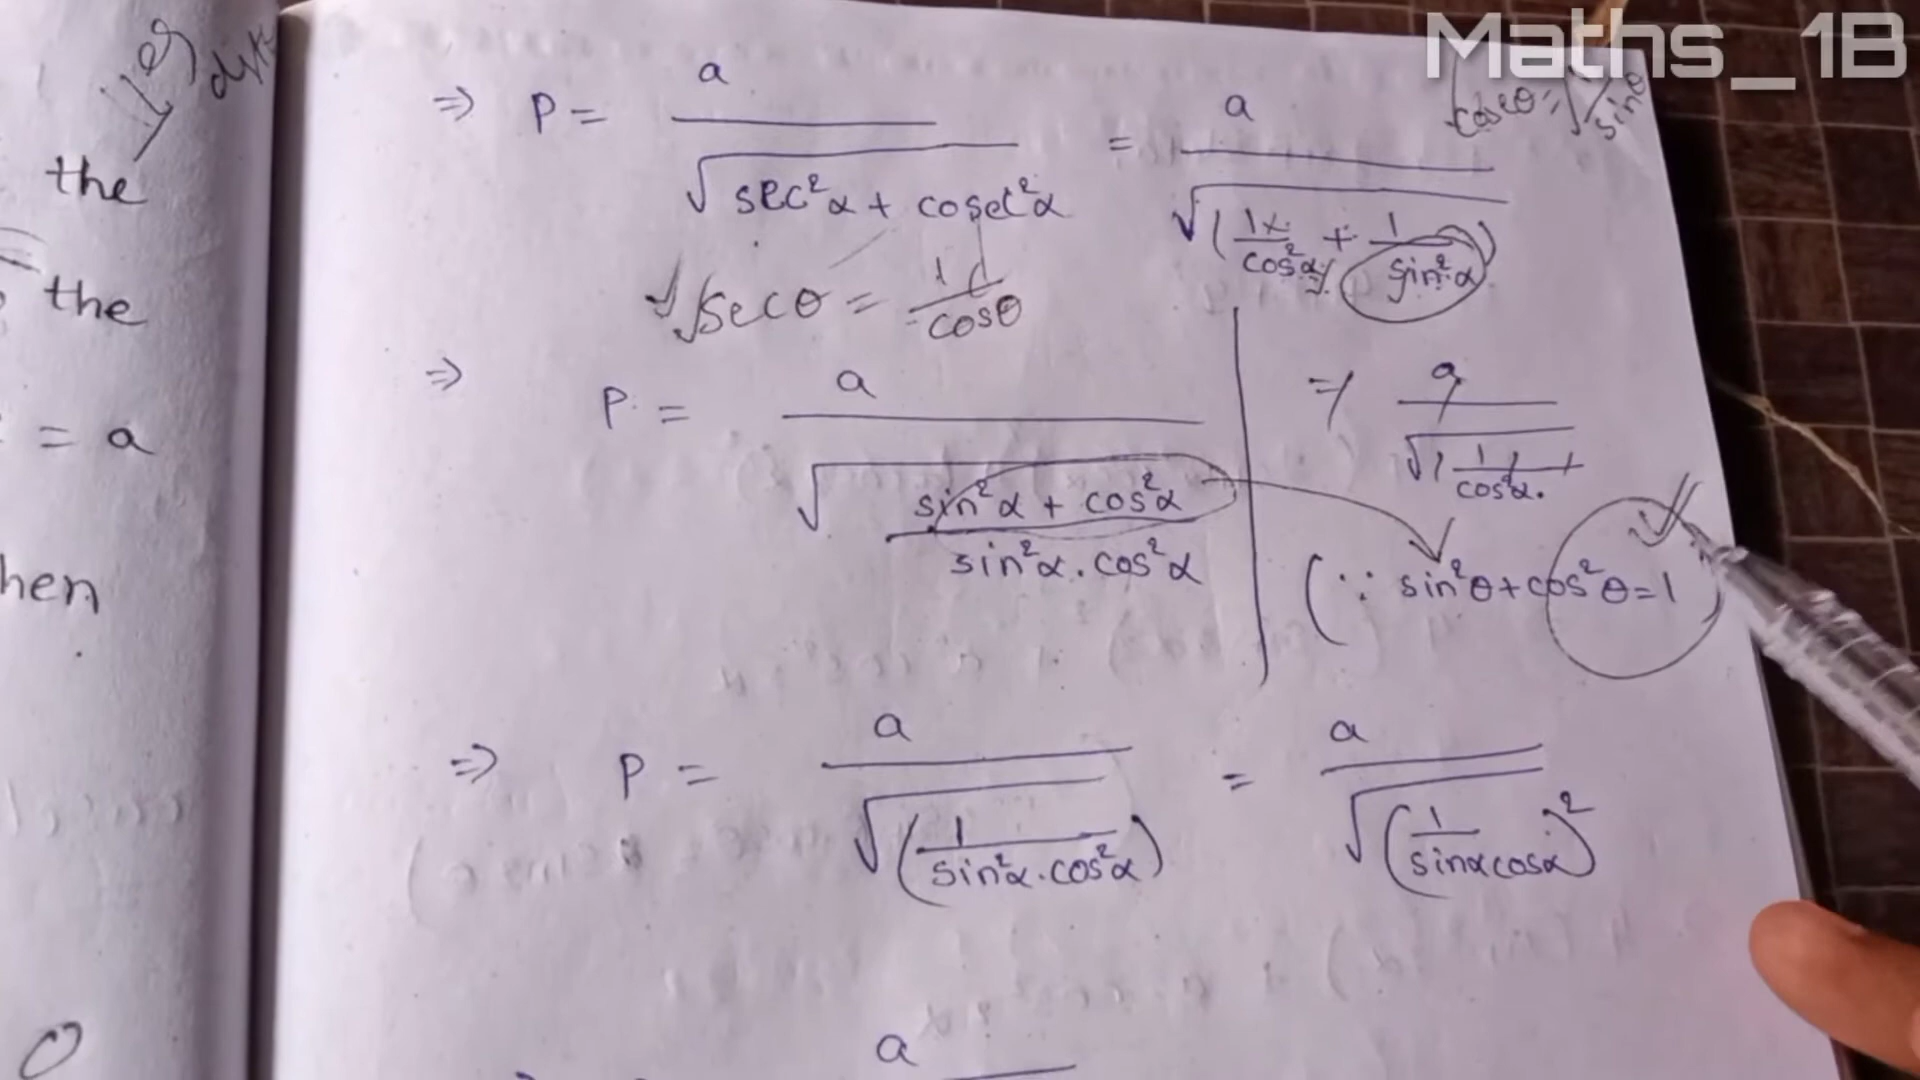 Maths_1B
the
the
= a
hen
⇒ P = a / √(sec²α + cosec²α) = a / √(1/cos²α + 1/sin²α)
cosecθ = 1/sinθ
secθ = 1/cosθ
⇒ P = a / √((sin²α + cos²α)/(sin²α . cos²α))
⇒ a / √(1/cos²α +
(∵ sin²θ + cos²θ = 1
⇒ P = a / √(1/(sin²α . cos²α)) = a / √(1/(sinα cosα))²
a